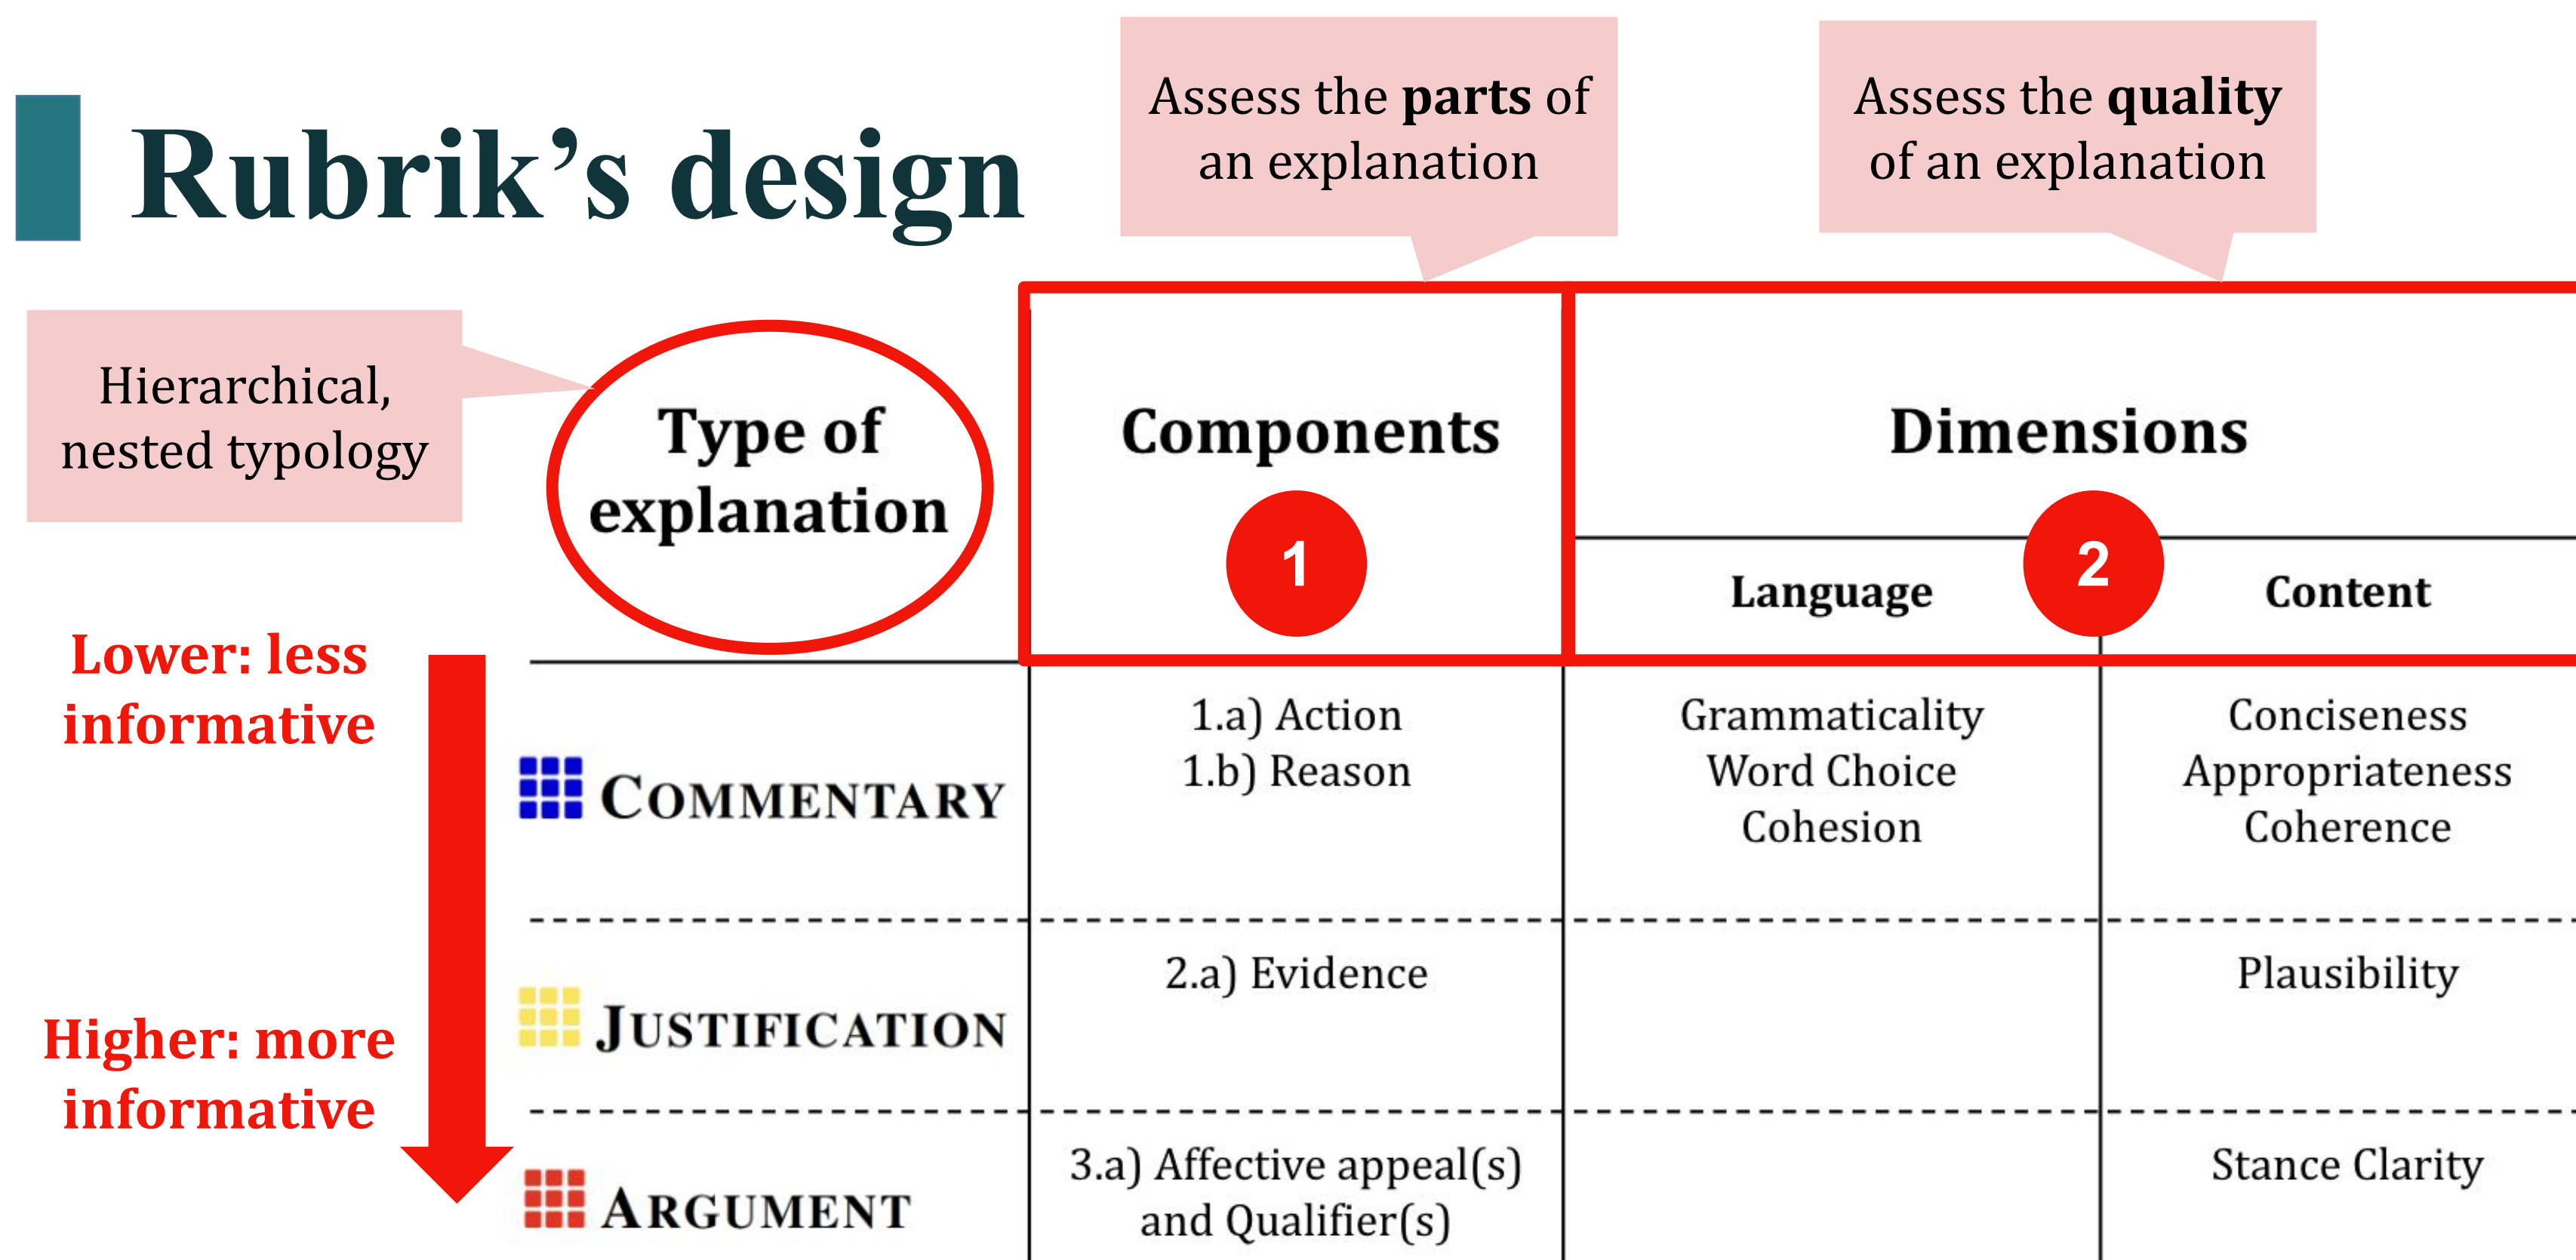 Rubrik’s design
Assess the parts of
an explanation
Assess the quality
of an explanation
Hierarchical,
nested typology
Type of
explanation
Components
1
Dimensions
2
Language
Content
Lower: less
informative
Higher: more
informative
COMMENTARY
1.a) Action
1.b) Reason
Grammaticality
Word Choice
Cohesion
Conciseness
Appropriateness
Coherence
JUSTIFICATION
2.a) Evidence
Plausibility
ARGUMENT
3.a) Affective appeal(s)
and Qualifier(s)
Stance Clarity